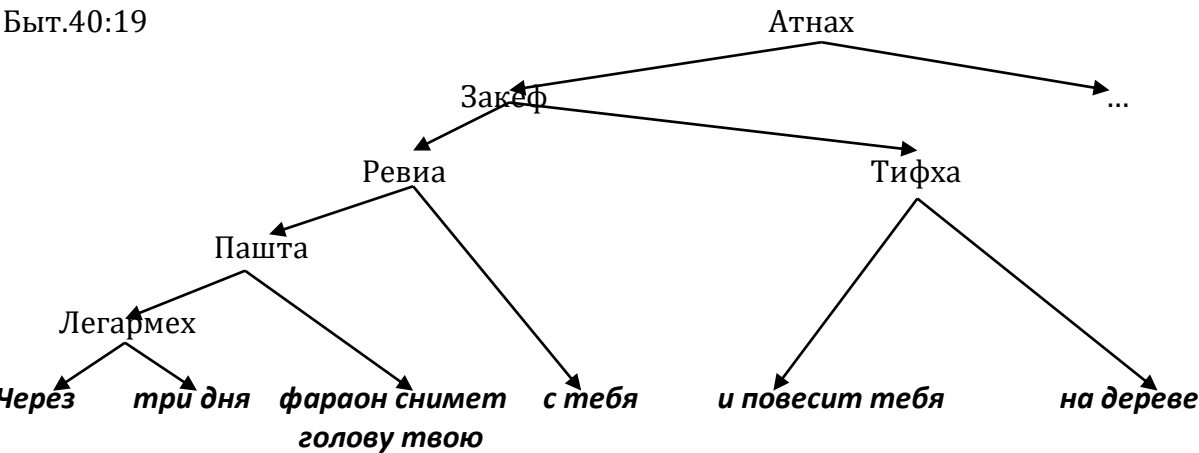 Быт.40:19
Атнах
Закеф
...
Ревиа
Тифха
Пашта
Легармех
Через три дня фараон снимет с тебя и повесит тебя на дереве
голову твою